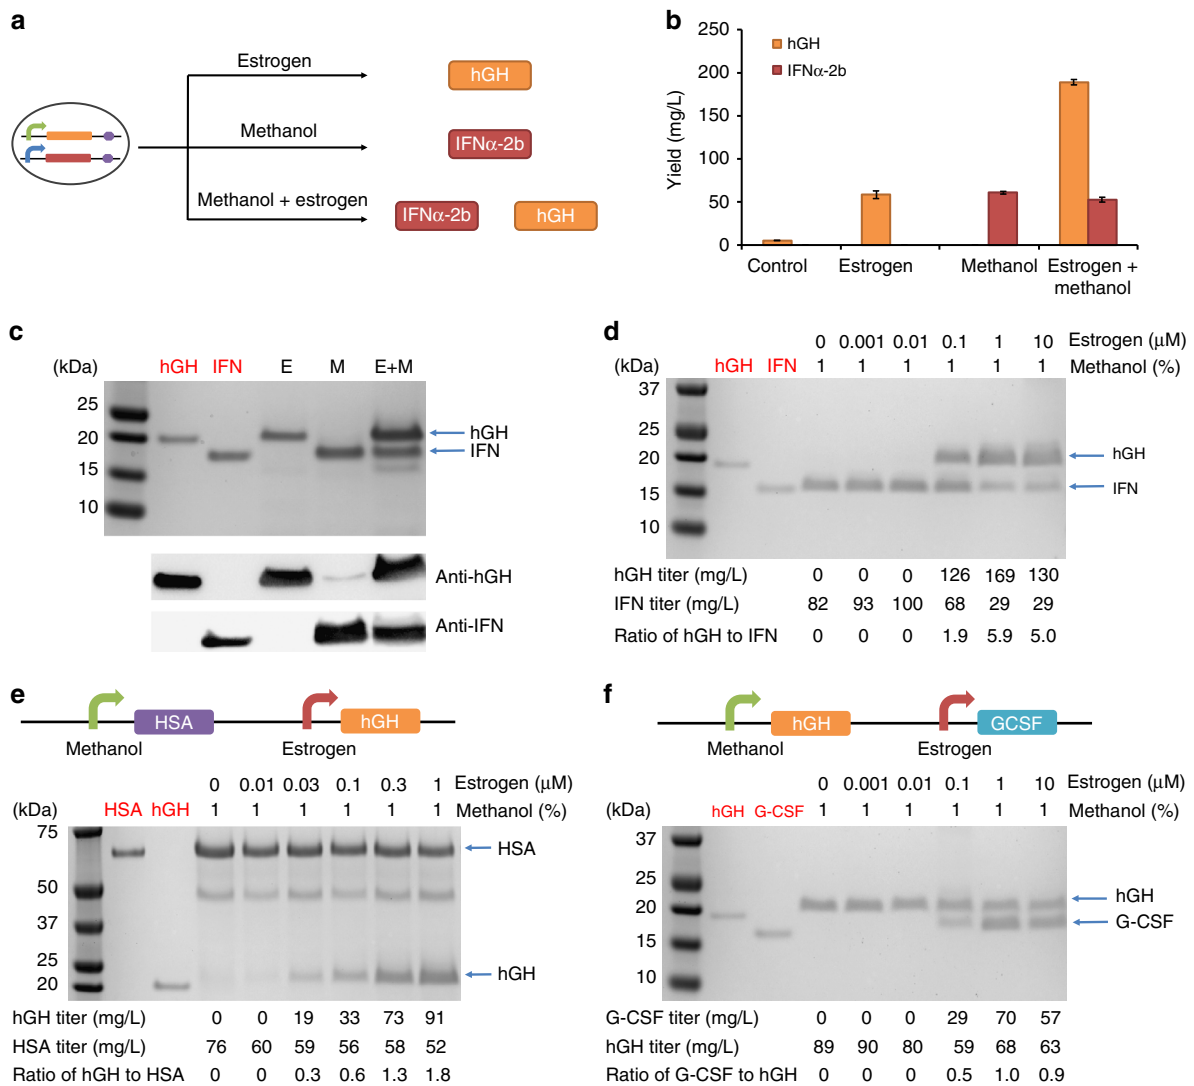 a
Estrogen
hGH
Methanol
IFNα-2b
Methanol + estrogen
IFNα-2b hGH
b
250
200
150
100
50
0
Yield (mg/L)
hGH
IFNα-2b
Control Estrogen Methanol Estrogen +
methanol
c
(kDa) hGH IFN E M E+M
25
20
15
10
hGH
IFN
Anti-hGH
Anti-IFN
d
0 0.001 0.01 0.1 1 10 Estrogen (μM)
(kDa) hGH IFN 1 1 1 1 1 1 Methanol (%)
37
25
20
15
10
hGH
IFN
hGH titer (mg/L) 0 0 0 126 169 130
IFN titer (mg/L) 82 93 100 68 29 29
Ratio of hGH to IFN 0 0 0 1.9 5.9 5.0
e
HSA hGH
Methanol Estrogen
0 0.01 0.03 0.1 0.3 1 Estrogen (μM)
(kDa) HSA hGH 1 1 1 1 1 1 Methanol (%)
75
50
37
25
20
HSA
hGH
hGH titer (mg/L) 0 0 19 33 73 91
HSA titer (mg/L) 76 60 59 56 58 52
Ratio of hGH to HSA 0 0 0.3 0.6 1.3 1.8
f
hGH GCSF
Methanol Estrogen
0 0.001 0.01 0.1 1 10 Estrogen (μM)
(kDa) hGH G-CSF 1 1 1 1 1 1 Methanol (%)
37
25
20
15
10
hGH
G-CSF
G-CSF titer (mg/L) 0 0 0 29 70 57
hGH titer (mg/L) 89 90 80 59 68 63
Ratio of G-CSF to hGH 0 0 0 0.5 1.0 0.9